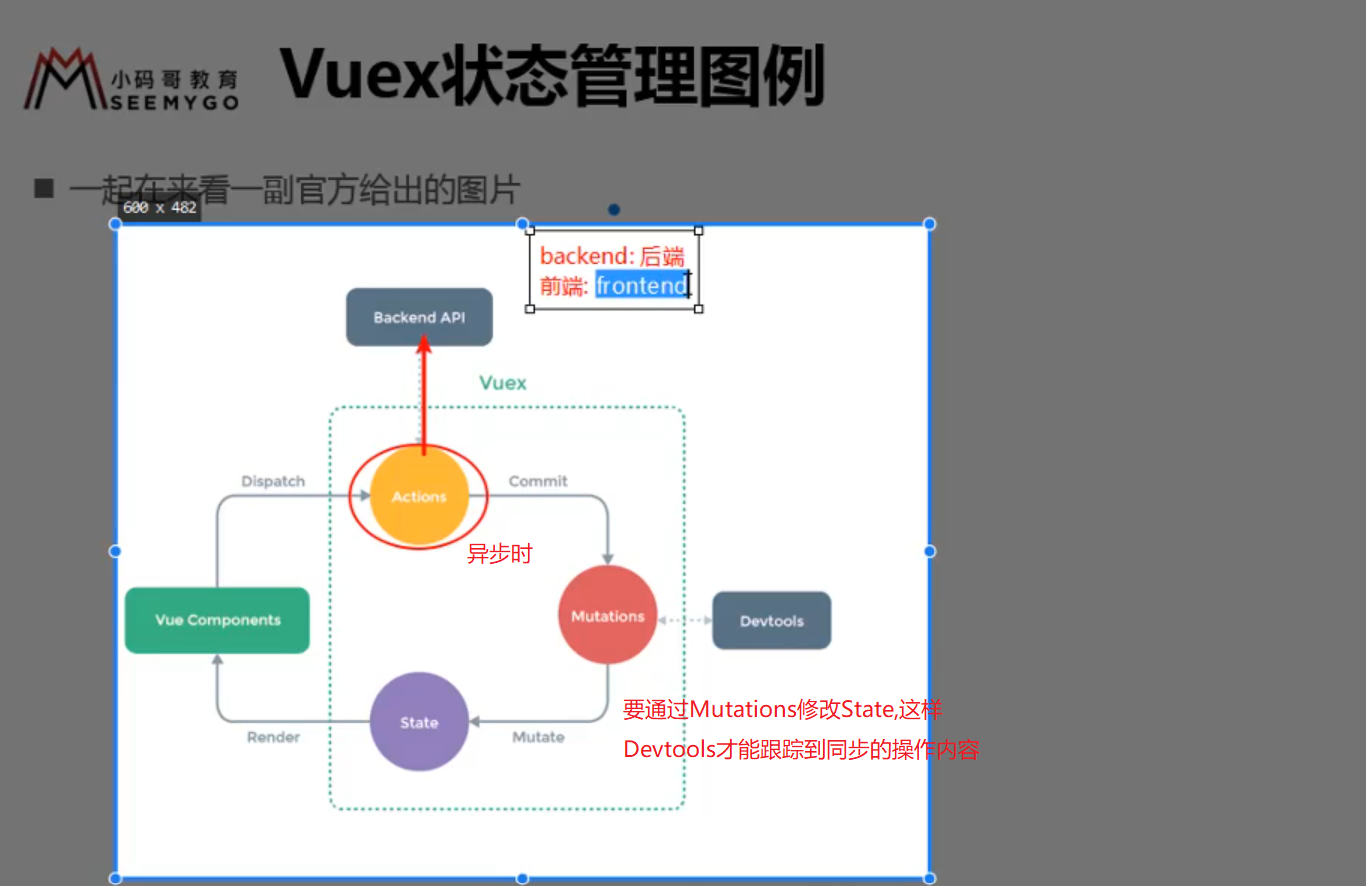 小码哥教育
SEEMYGO
Vuex状态管理图例
一起在来看一副官方给出的图片
600 x 482
backend: 后端
前端: frontend
Backend API
Vuex
Dispatch
Actions
Commit
异步时
Vue Components
Mutations
Devtools
State
Render
Mutate
要通过Mutations修改State,这样
Devtools才能跟踪到同步的操作内容